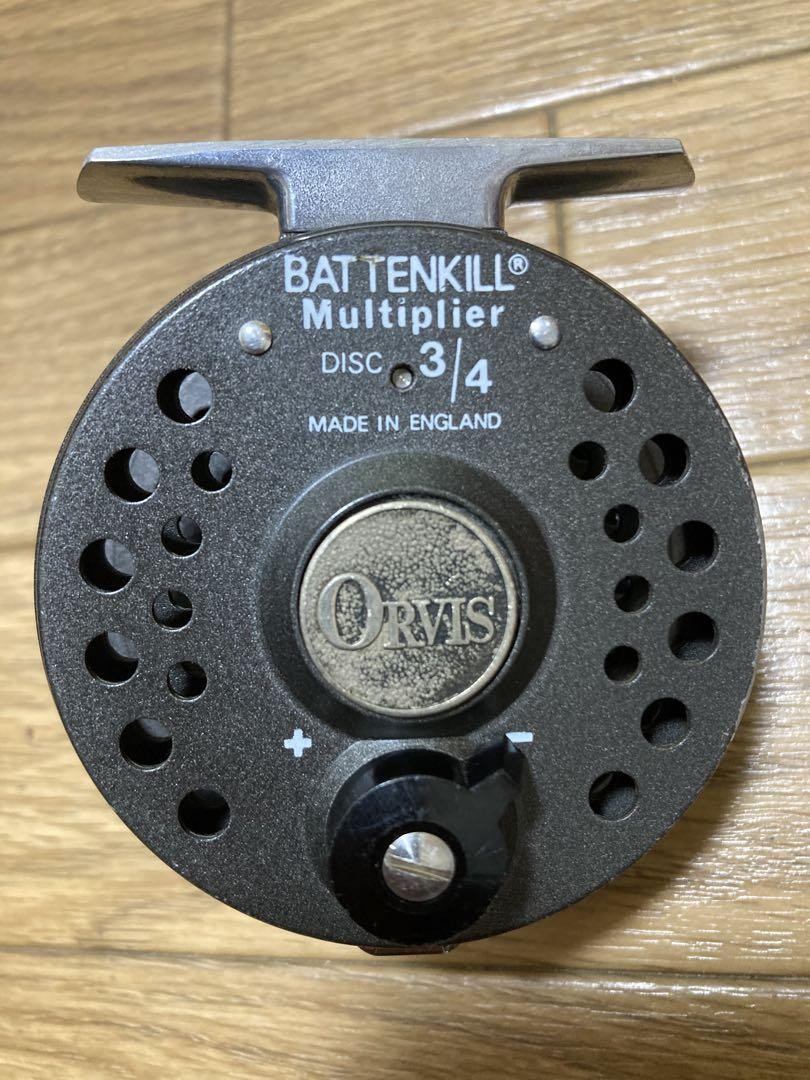 BATTENKILL®
Multiplier
DISC 3/4
MADE IN ENGLAND
ORVIS
+ -